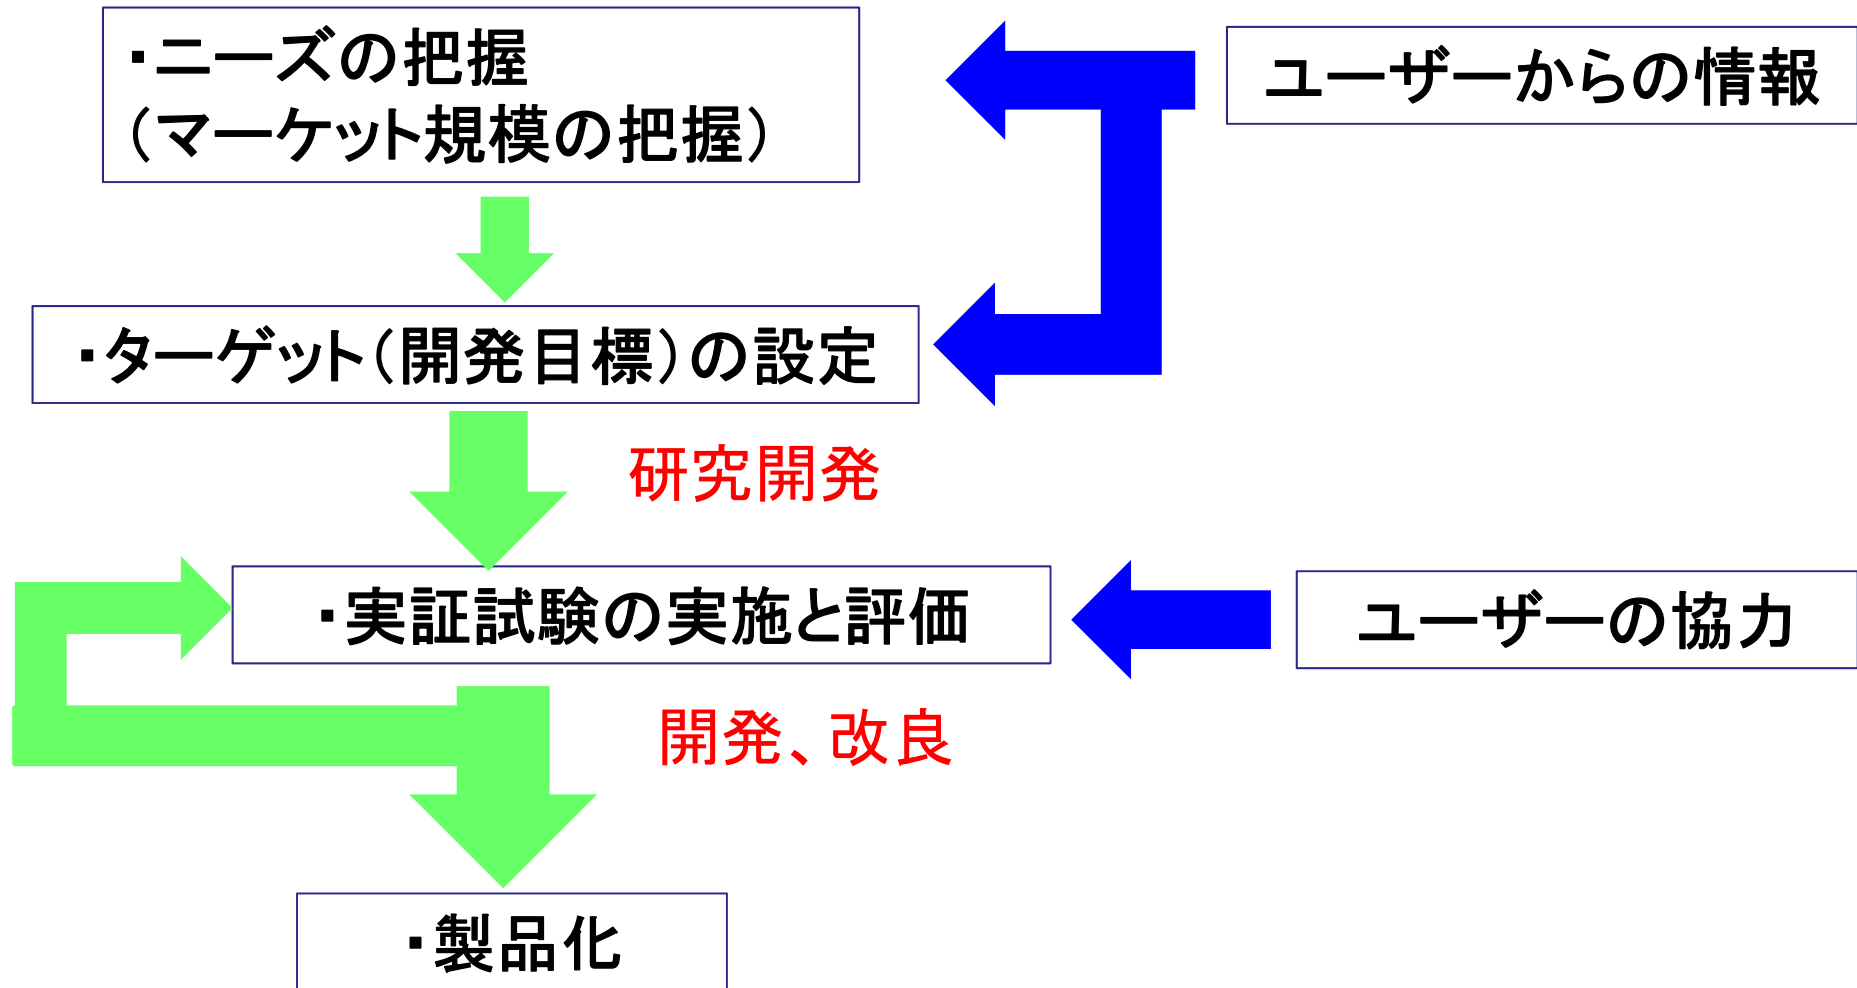 ・ニーズの把握
（マーケット規模の把握）
ユーザーからの情報
・ターゲット（開発目標）の設定
研究開発
・実証試験の実施と評価
ユーザーの協力
開発、改良
・製品化